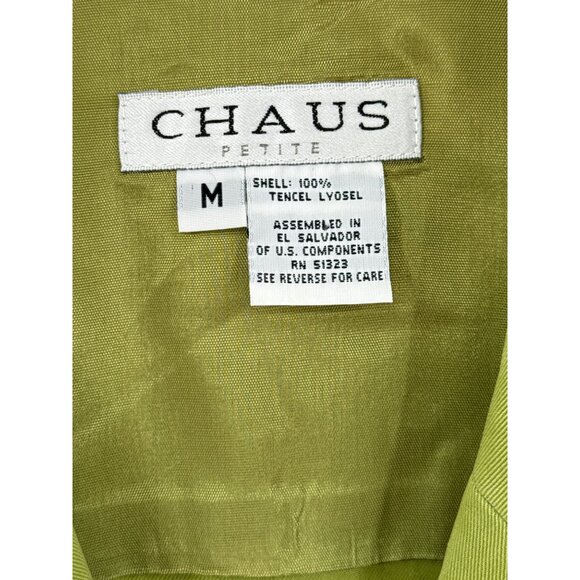 CHAUS
PETITE
M
SHELL: 100%
TENCEL LYOSEL
ASSEMBLED IN
EL SALVADOR
OF U.S. COMPONENTS
RN 51323
SEE REVERSE FOR CARE